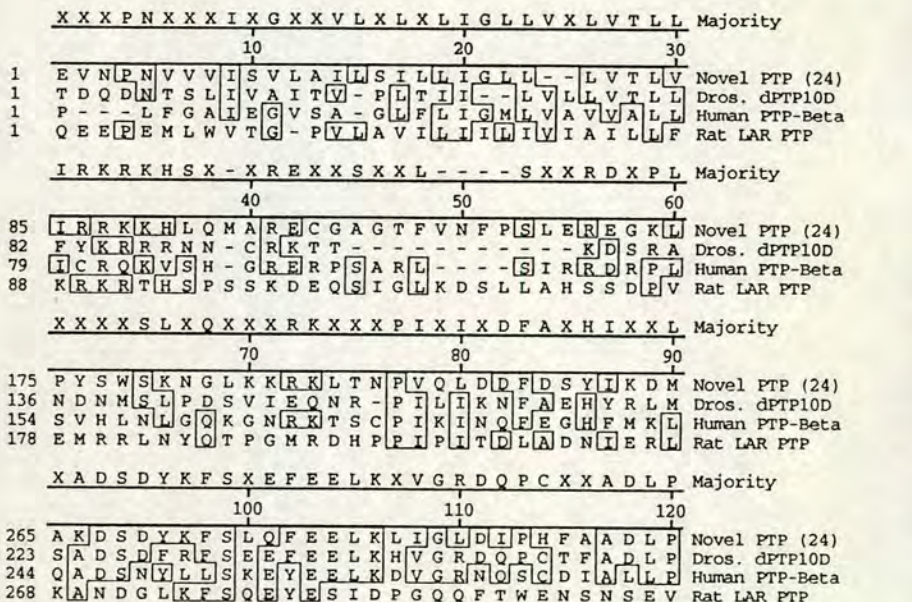 X X X P N X X X I X G X X V L X L X L I G L L V X L V T L L Majority
10 20 30
1 E V N P N V V V I S V L A I L S I L L I G L L - - L V T L V Novel PTP (24)
1 T D Q D N T S L I V A I T V - P L T I I - - L V L L V T L L Dros. dPTP10D
1 P - - - L F G A I E G V S A - G L F L I G M L V A V V A L L Human PTP-Beta
1 Q E E P E M L W V T G - P V L A V I L I I L I V I A I L L F Rat LAR PTP
I R K R K H S X - X R E X X S X X L - - - - S X X R D X P L Majority
40 50 60
85 I R R K K H L Q M A R E C G A G T F V N F P S L E R E G K L Novel PTP (24)
82 F Y K R R R N N - C R K T T - - - - - - - - - - K D S R A Dros. dPTP10D
79 I C R Q K V S H - G R E R P S A R L - - - - S I R R D R P L Human PTP-Beta
88 K R K R T H S P S S K D E Q S I G L K D S L L A H S S D P V Rat LAR PTP
X X X X S L X Q X X X R K X X X P I X I X D F A X H I X X L Majority
70 80 90
175 P Y S W S K N G L K K R K L T N P V Q L D D F D S Y I K D M Novel PTP (24)
136 N D N M S L P D S V I E Q N R - P I L I K N F A E H Y R L M Dros. dPTP10D
154 S V H L N L G Q K G N R K T S C P I K I N Q F E G H F M K L Human PTP-Beta
178 E M R R L N Y Q T P G M R D H P P I P I T D L A D N I E R L Rat LAR PTP
X A D S D Y K F S X E F E E L K X V G R D Q P C X X A D L P Majority
100 110 120
265 A K D S D Y K F S L Q F E E L K L I G L D I P H F A A D L P Novel PTP (24)
223 S A D S D F R F S E E F E E L K H V G R D Q P C T F A D L P Dros. dPTP10D
244 Q A D S N Y L L S K E Y E E L K D V G R N Q S C D I A L L P Human PTP-Beta
268 K A N D G L K F S Q E Y E S I D P G Q Q F T W E N S N S E V Rat LAR PTP